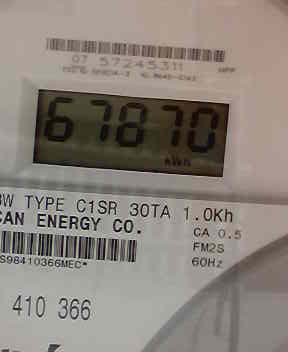 07 57245311
67870
kWh
3W TYPE C1SR 30TA 1.0Kh
CAN ENERGY CO.
CA 0.5
FM2S
60Hz
S98410366MEC*
410 366